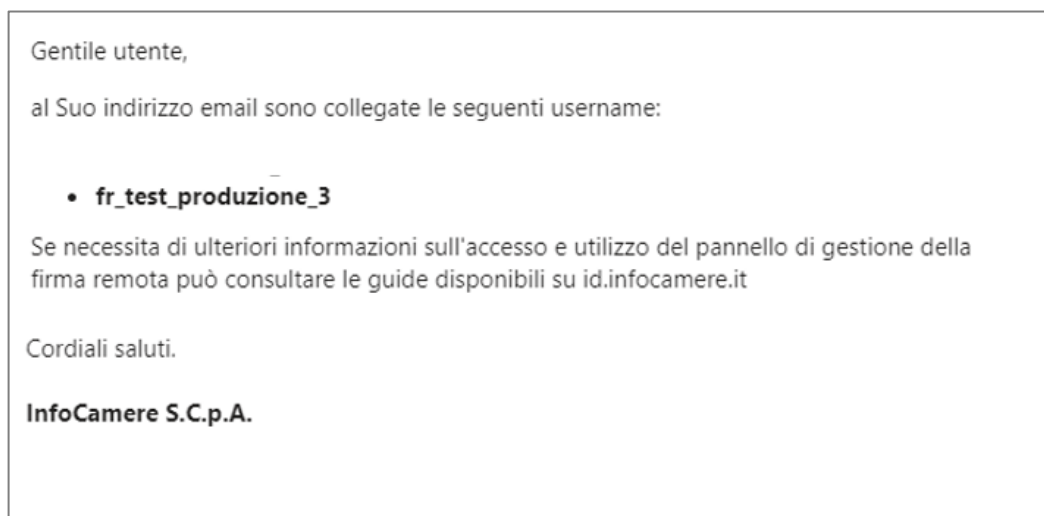 Gentile utente,
al Suo indirizzo email sono collegate le seguenti username:
• fr_test_produzione_3
Se necessita di ulteriori informazioni sull'accesso e utilizzo del pannello di gestione della
firma remota può consultare le guide disponibili su id.infocamere.it
Cordiali saluti.
InfoCamere S.C.p.A.